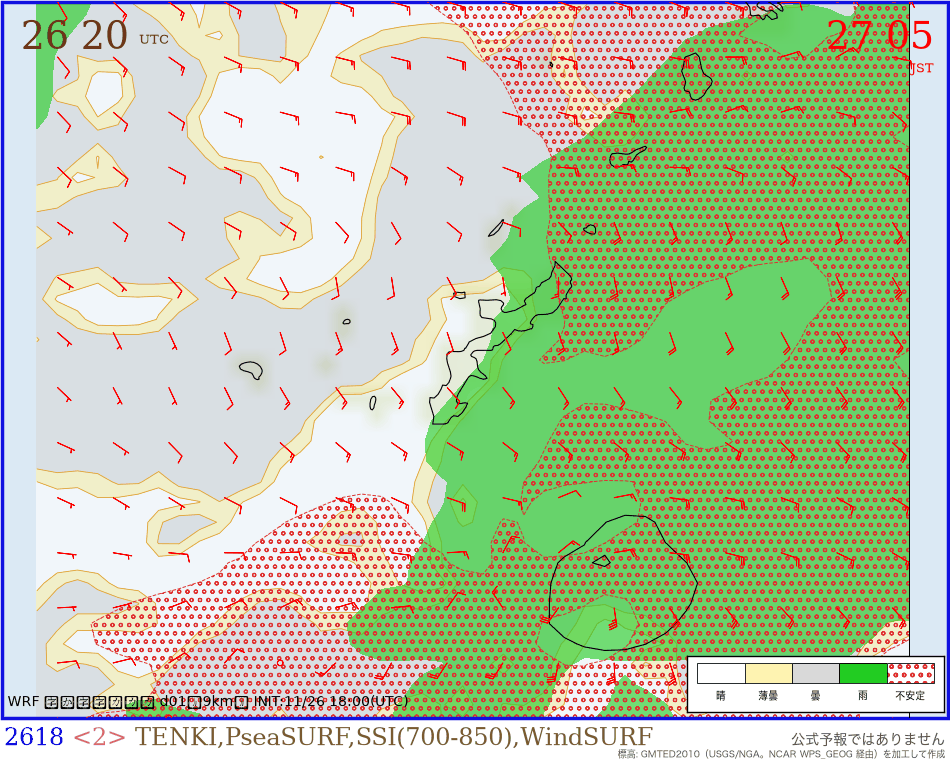 26 20 UTC
27 05
JST
晴 薄曇 曇 雨 不安定
WRF d01 9km INIT:11/26 18:00(UTC)
2618 <2> TENKI,PseaSURF,SSI(700-850),WindSURF
公式予報ではありません
標高: GMTED2010（USGS/NGA。NCAR WPS_GEOG 経由）を加工して作成